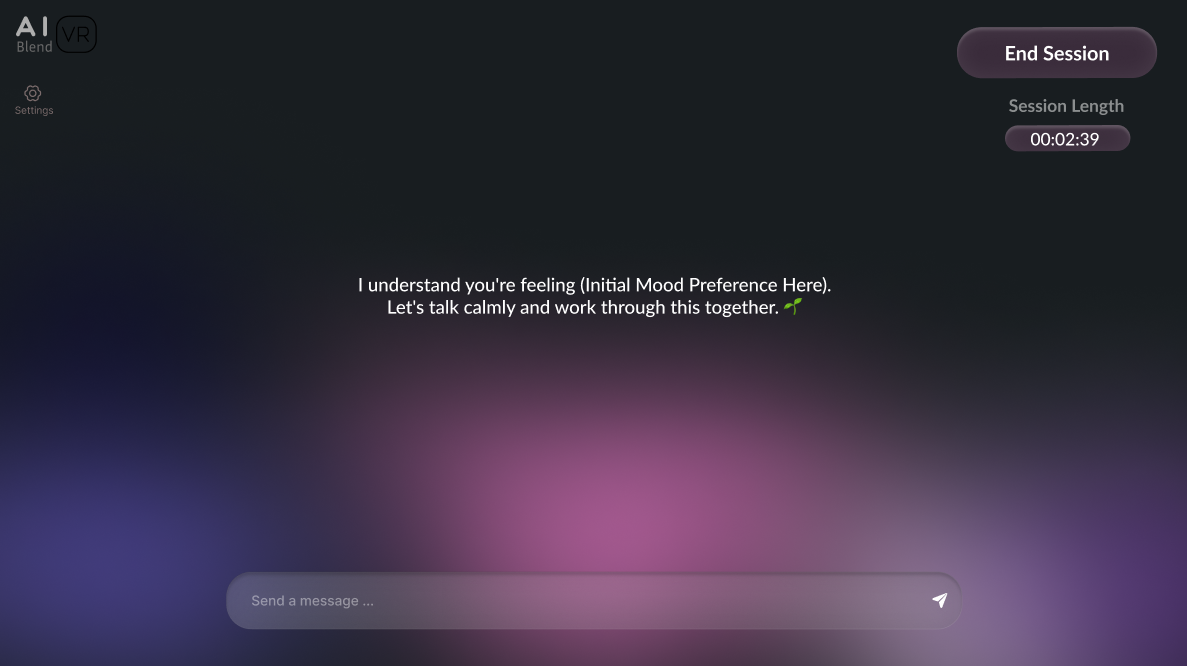 AI
Blend
VR
Settings
End Session
Session Length
00:02:39
I understand you're feeling (Initial Mood Preference Here).
Let's talk calmly and work through this together. 🌱
Send a message ...